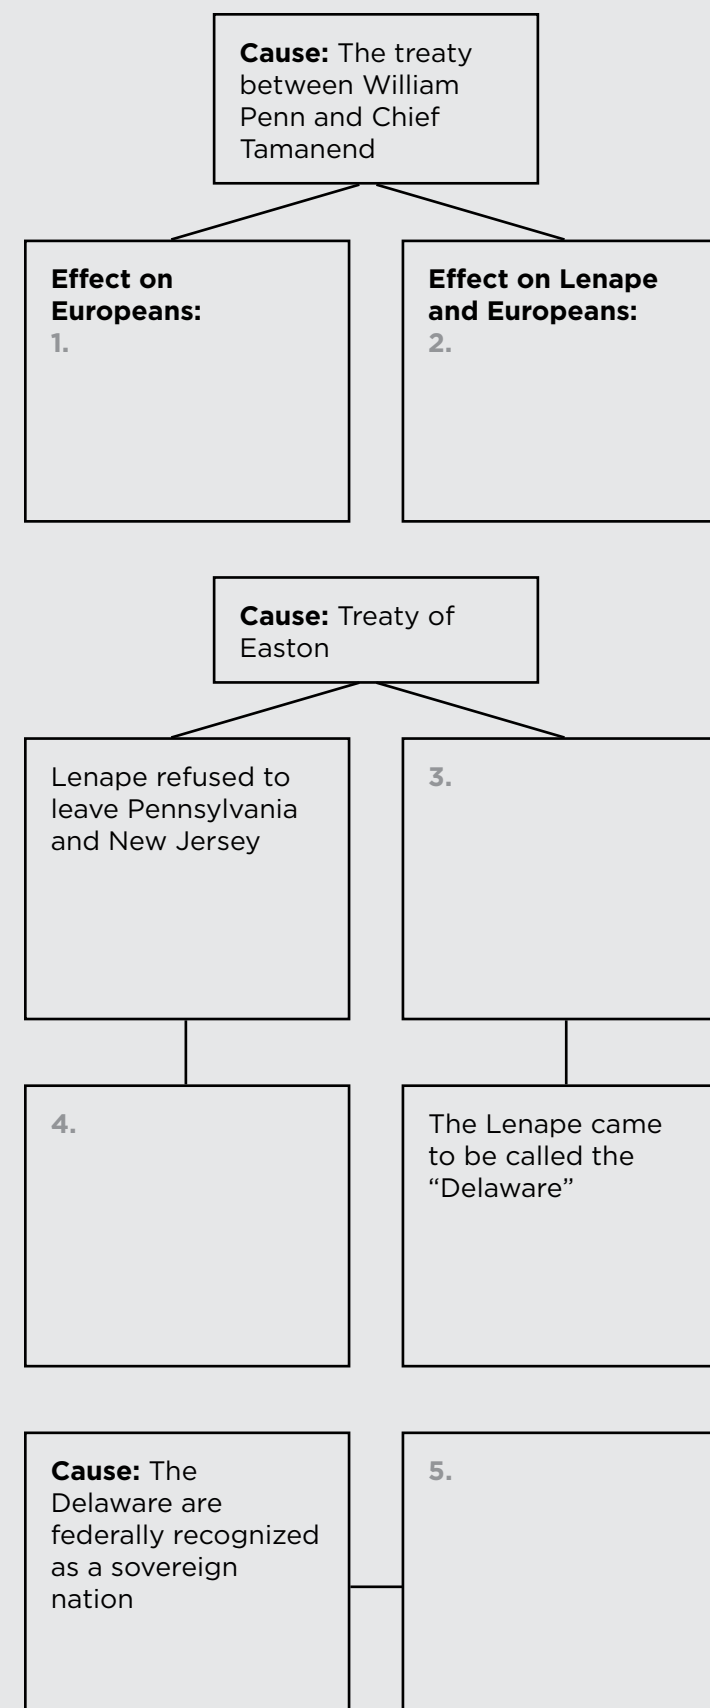 Cause: The treaty
between William
Penn and Chief
Tamanend
Effect on
Europeans:
1.
Effect on Lenape
and Europeans:
2.
Cause: Treaty of
Easton
Lenape refused to
leave Pennsylvania
and New Jersey
3.
4.
The Lenape came
to be called the
“Delaware”
Cause: The
Delaware are
federally recognized
as a sovereign
nation
5.